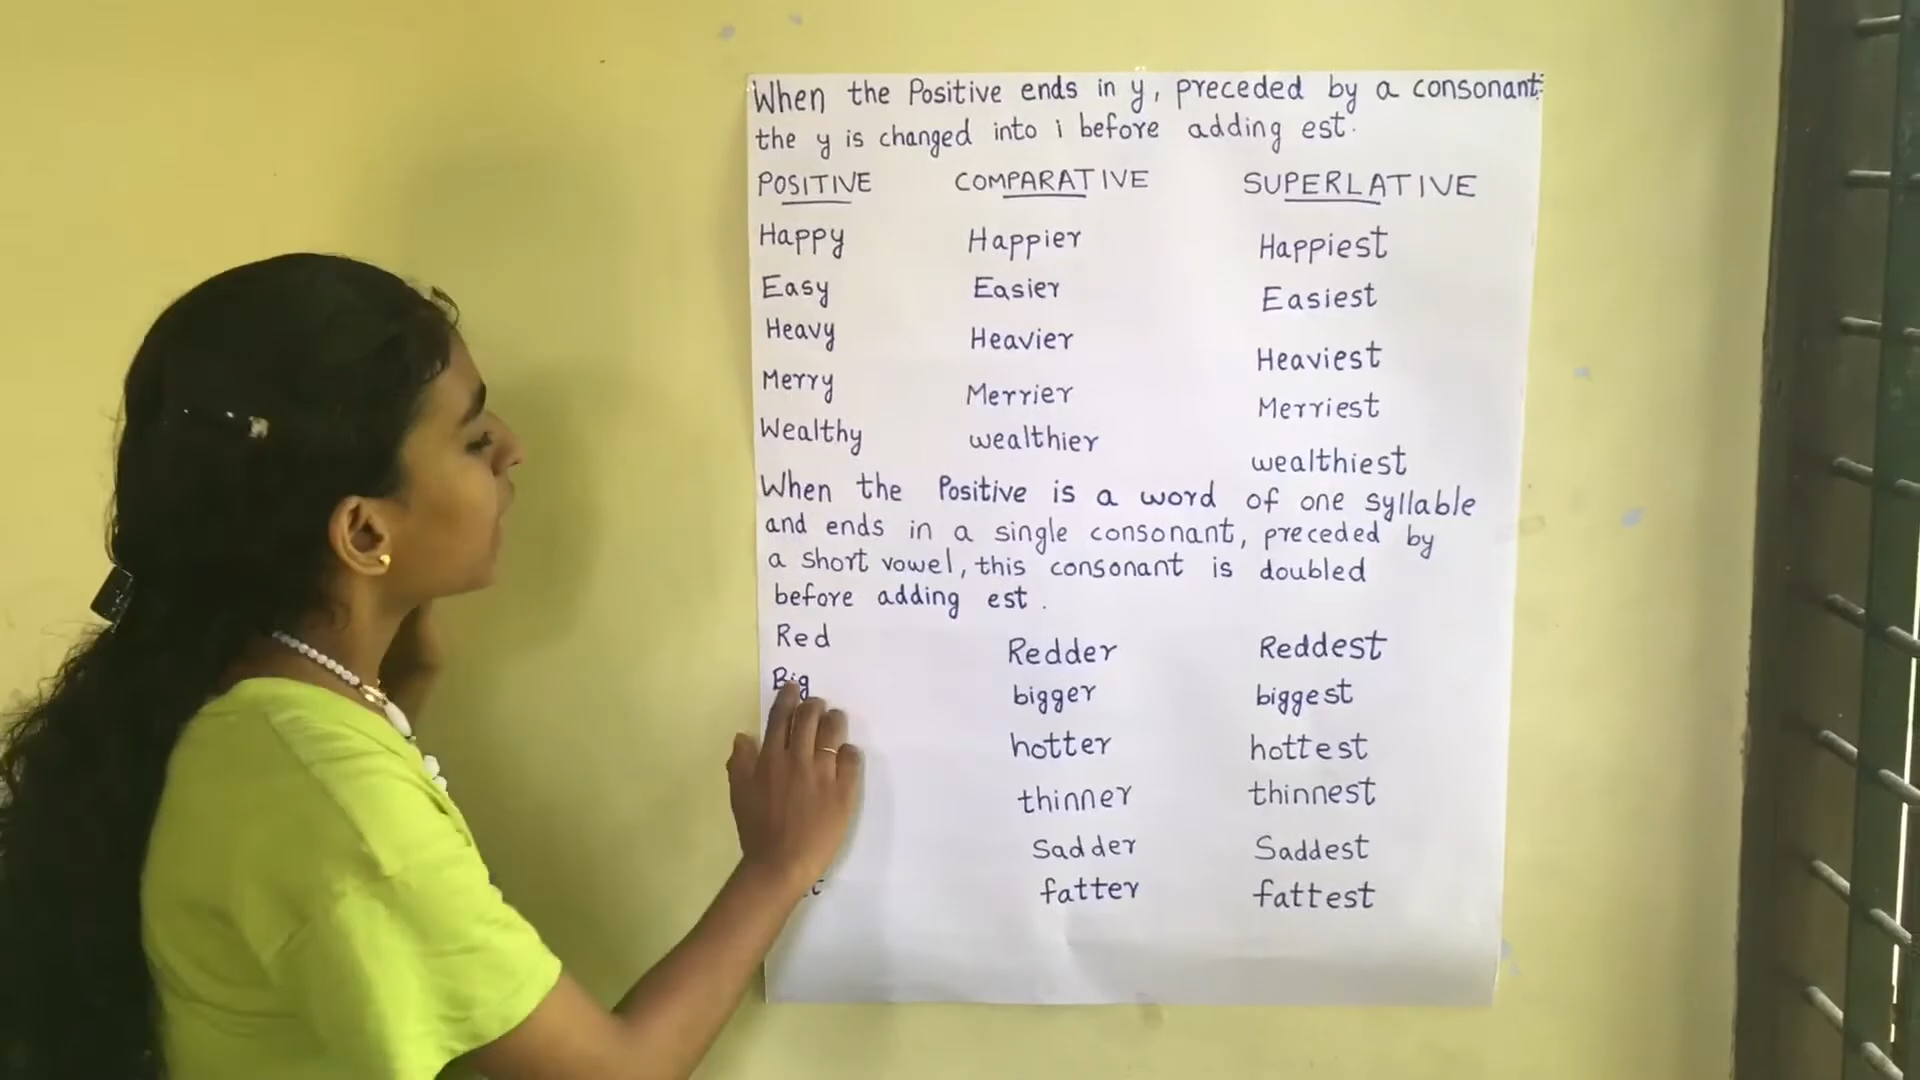 When the Positive ends in y, preceded by a consonant
the y is changed into i before adding est.
POSITIVE COMPARATIVE SUPERLATIVE
Happy Happier Happiest
Easy Easier Easiest
Heavy Heavier Heaviest
Merry Merrier Merriest
Wealthy wealthier wealthiest
When the Positive is a word of one syllable
and ends in a single consonant, preceded by
a short vowel, this consonant is doubled
before adding est.
Red Redder Reddest
Big bigger biggest
hotter hottest
thinner thinnest
Sadder Saddest
fatter fattest